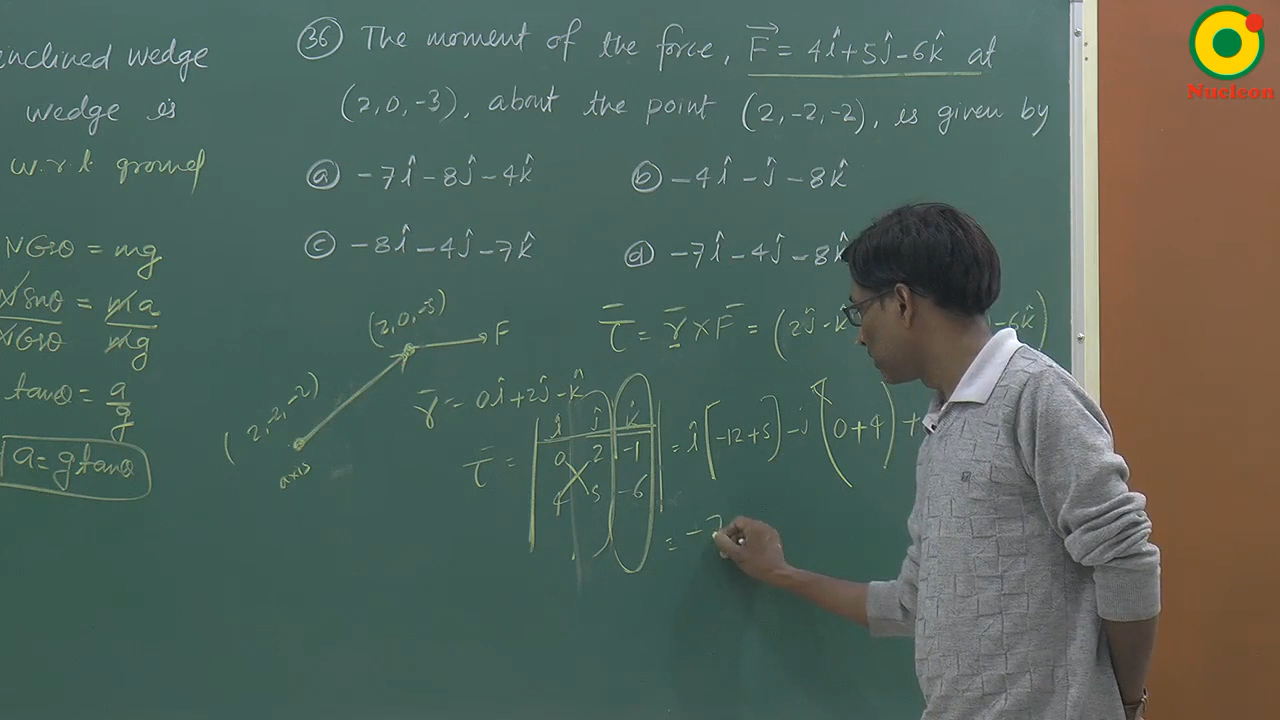 inclined wedge
wedge is
w.r.t ground
N Cosθ = mg
N Sinθ = ma
N Cosθ mg
tanθ = a/g
a = g tanθ
(36) The moment of the force, F⃗ = 4î+5ĵ-6k̂ at
(2,0,-3), about the point (2,-2,-2), is given by
(a) -7î-8ĵ-4k̂
(b) -4î-ĵ-8k̂
(c) -8î-4ĵ-7k̂
(d) -7î-4ĵ-8k̂
(2,0,-3)
F
(2,-2,-2)
axis
τ̄ = r̄ × F̄ = (2ĵ-k̂ -6k̂)
r̄ = 0î+2ĵ-k̂
τ̄ = | î ĵ k̂ | = î[-12+5] -ĵ(0+4) +
0 2 -1
4 5 -6
= -7
Nucleon